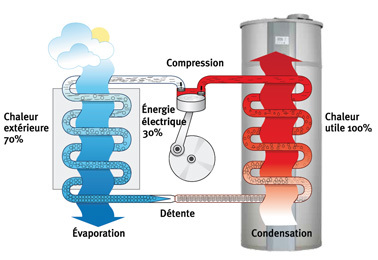 Compression
Chaleur
extérieure
70%
Énergie
électrique
30%
Chaleur
utile 100%
Détente
Évaporation
Condensation